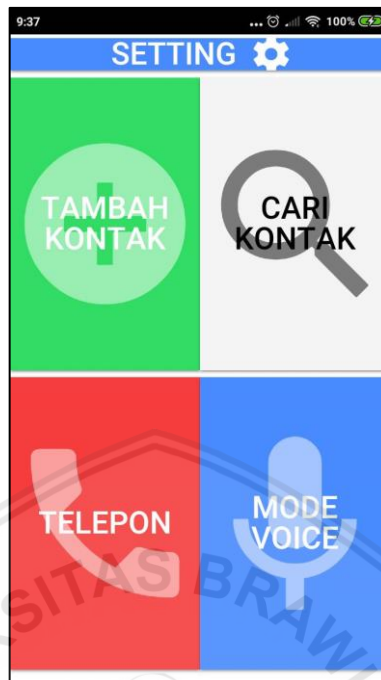 9:37 ... 100%
SETTING
TAMBAH
KONTAK
CARI
KONTAK
TELEPON
MODE
VOICE
SITAS BRAW